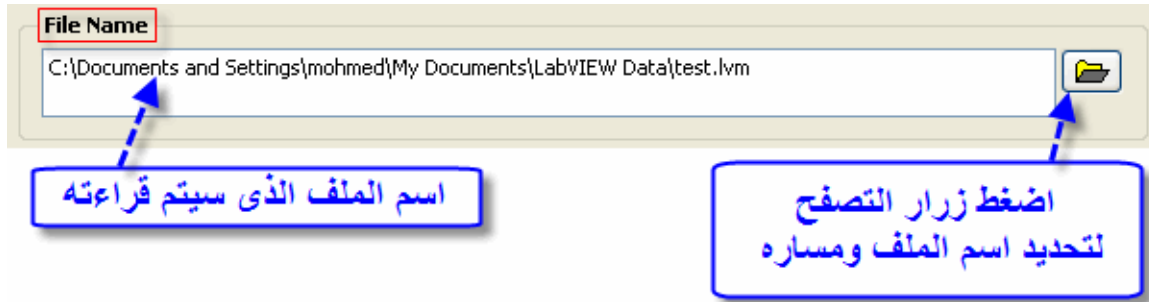 File Name
C:\Documents and Settings\mohmed\My Documents\LabVIEW Data\test.lvm
اسم الملف الذى سيتم قراءته
اضغط زرار التصفح
لتحديد اسم الملف ومساره